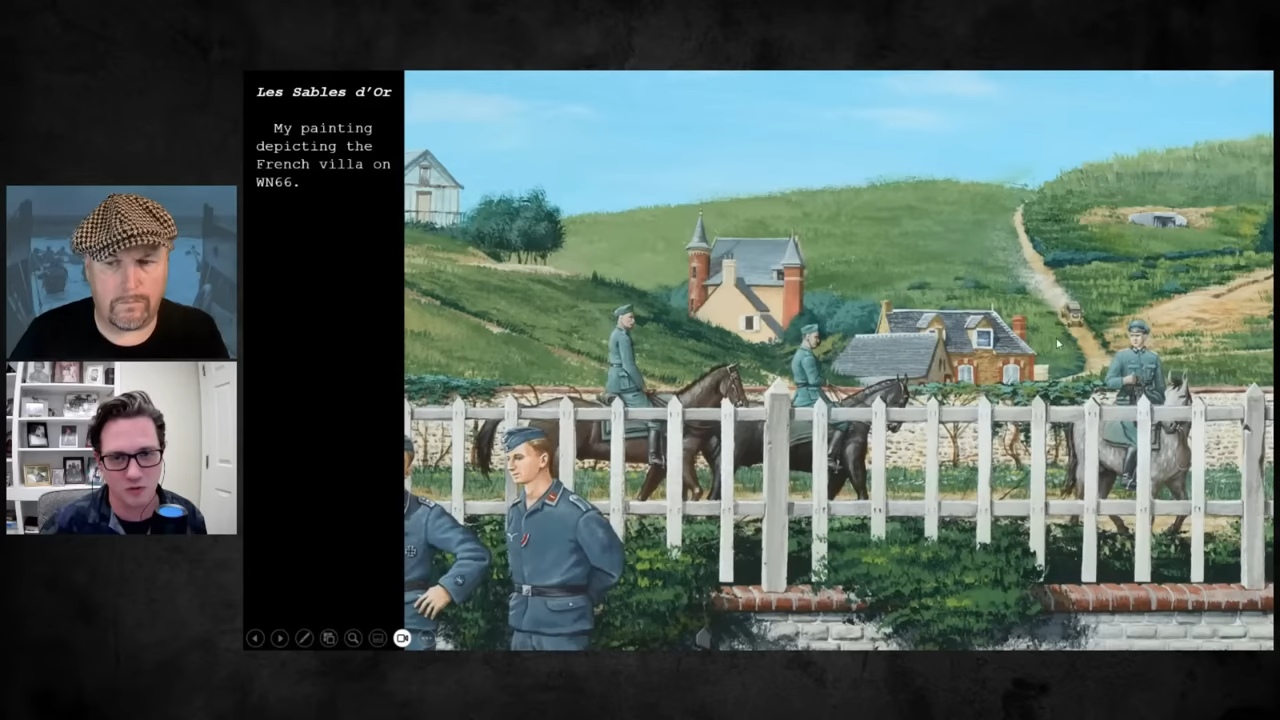 Les Sables d'Or
My painting
depicting the
French villa on
WN66.